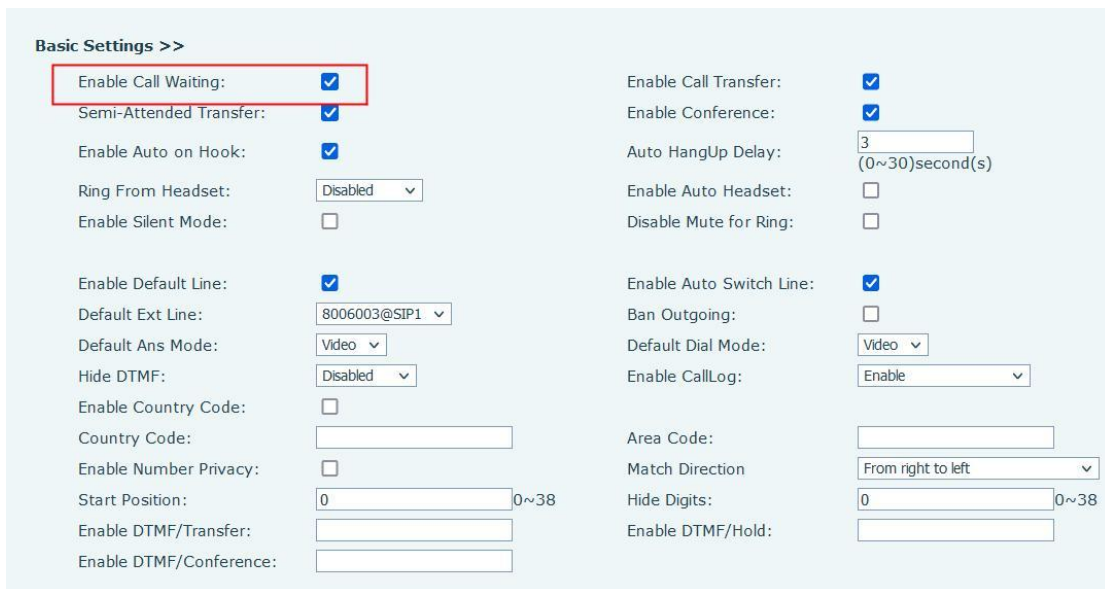 Basic Settings >>
Enable Call Waiting: Enable Call Transfer:
Semi-Attended Transfer: Enable Conference:
Enable Auto on Hook: Auto HangUp Delay: 3
(0~30)second(s)
Ring From Headset: Disabled Enable Auto Headset:
Enable Silent Mode: Disable Mute for Ring:
Enable Default Line: Enable Auto Switch Line:
Default Ext Line: 8006003@SIP1 Ban Outgoing:
Default Ans Mode: Video Default Dial Mode: Video
Hide DTMF: Disabled Enable CallLog: Enable
Enable Country Code:
Country Code: Area Code:
Enable Number Privacy: Match Direction From right to left
Start Position: 0 0~38 Hide Digits: 0 0~38
Enable DTMF/Transfer: Enable DTMF/Hold:
Enable DTMF/Conference: